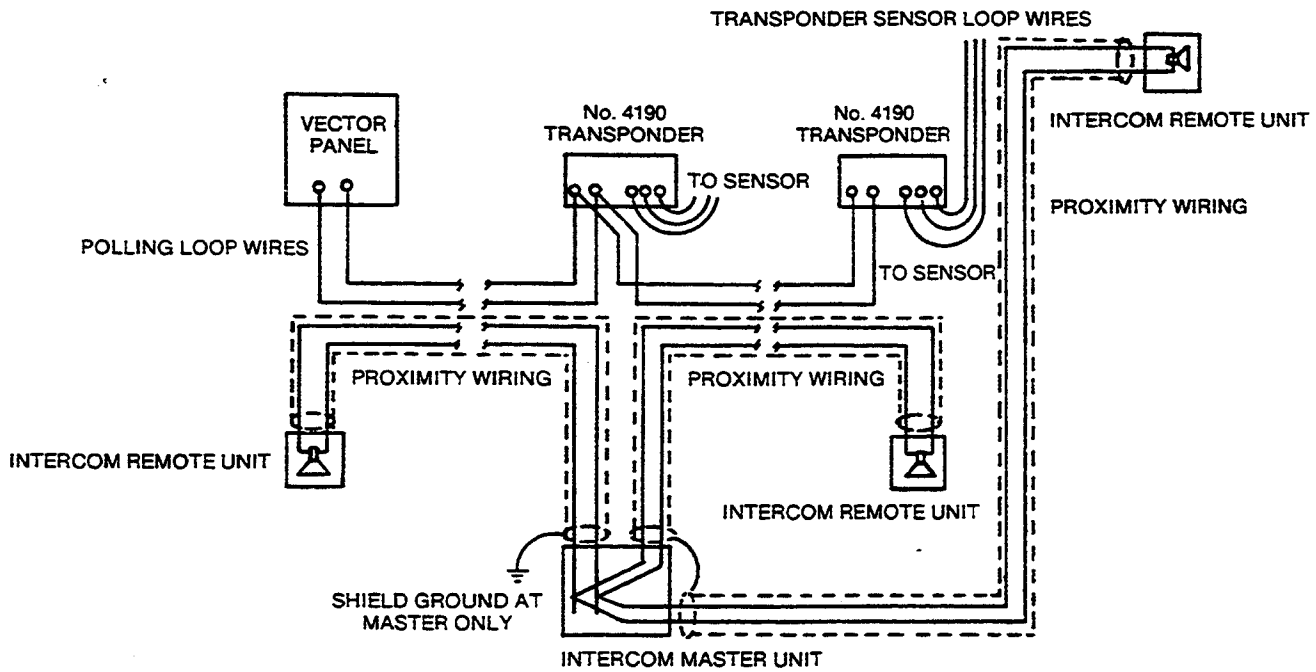 TRANSPONDER SENSOR LOOP WIRES
VECTOR
PANEL
No. 4190
TRANSPONDER
No. 4190
TRANSPONDER
INTERCOM REMOTE UNIT
TO SENSOR
PROXIMITY WIRING
POLLING LOOP WIRES
TO SENSOR
PROXIMITY WIRING
PROXIMITY WIRING
INTERCOM REMOTE UNIT
INTERCOM REMOTE UNIT
SHIELD GROUND AT
MASTER ONLY
INTERCOM MASTER UNIT